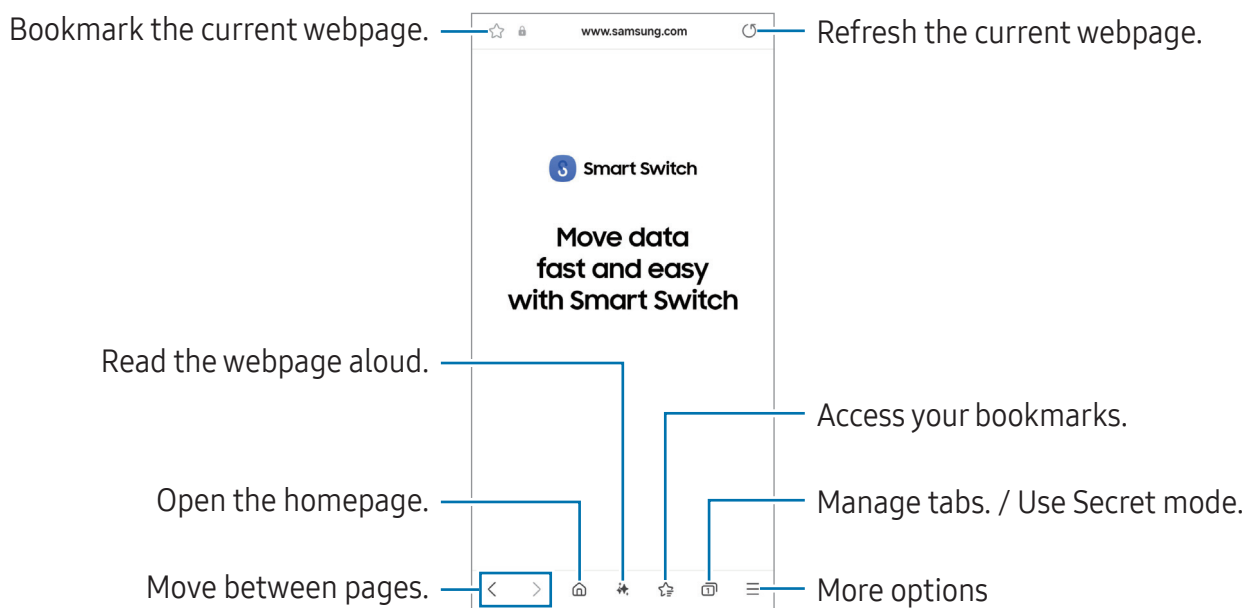 Bookmark the current webpage.
www.samsung.com
Refresh the current webpage.
Smart Switch
Move data
fast and easy
with Smart Switch
Read the webpage aloud.
Access your bookmarks.
Open the homepage.
Manage tabs. / Use Secret mode.
Move between pages.
1
More options